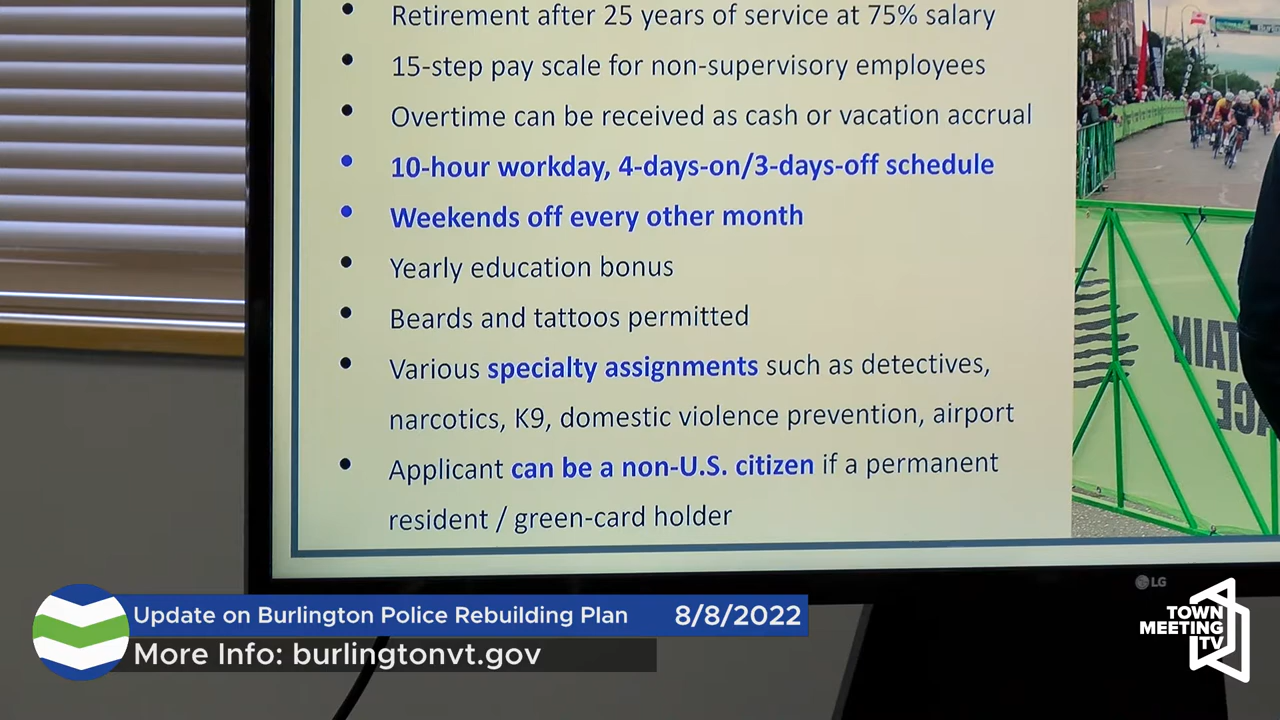 • Retirement after 25 years of service at 75% salary
• 15-step pay scale for non-supervisory employees
• Overtime can be received as cash or vacation accrual
• 10-hour workday, 4-days-on/3-days-off schedule
• Weekends off every other month
• Yearly education bonus
• Beards and tattoos permitted
• Various specialty assignments such as detectives,
narcotics, K9, domestic violence prevention, airport
• Applicant can be a non-U.S. citizen if a permanent
resident / green-card holder
LG
Update on Burlington Police Rebuilding Plan 8/8/2022
More Info: burlingtonvt.gov
TOWN
MEETING
TV